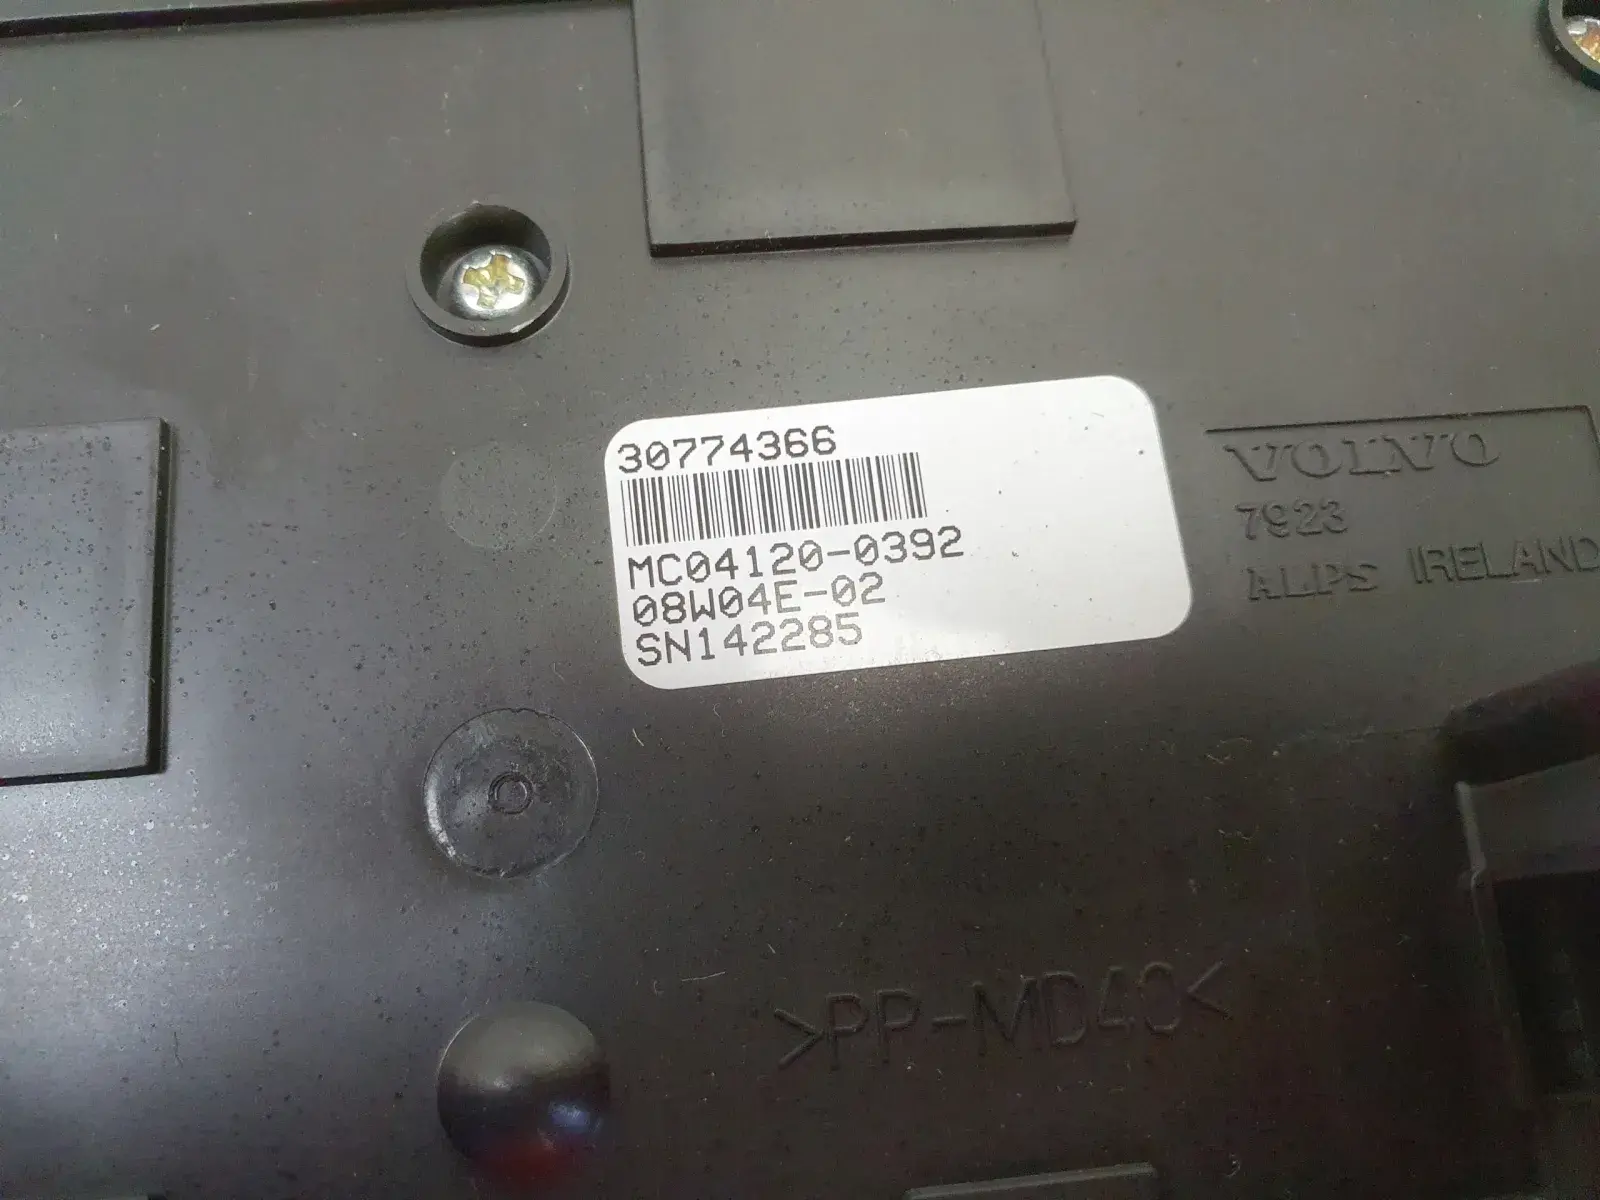 30774366
MC04120-0392
08W04E-02
SN142285
VOLVO
7923
ALPS IRELAND
>PP-MD40<